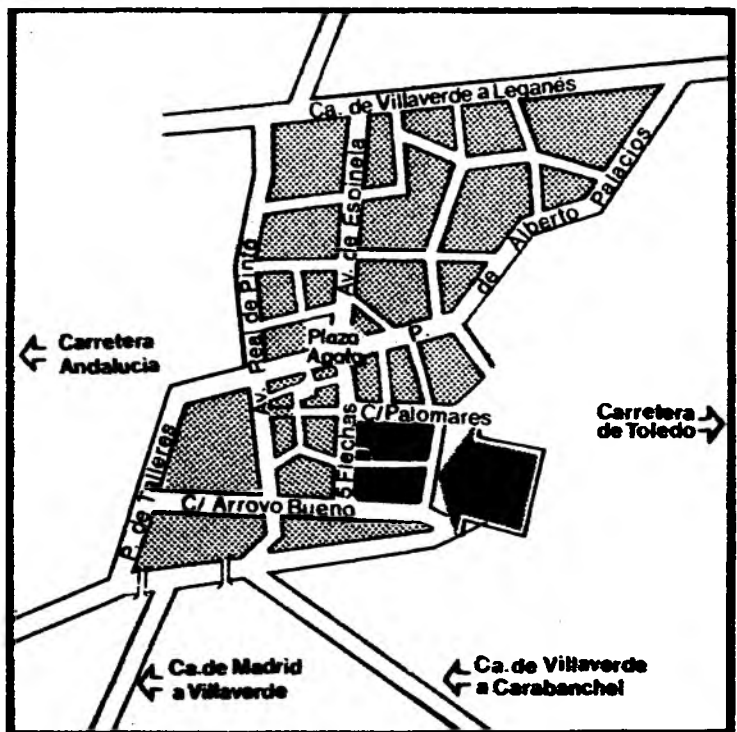 Ca. de Villaverde a Leganés
Av. de Espinela
P. de Alberto Palacios
Av. Real de Pinto
Carretera
Andalucia
Plaza
Agata
C/Palomares
Carretera
de Toledo
5 Flechas
P. de Talleres
C/ Arroyo Bueno
Ca. de Madrid
a Villaverde
Ca. de Villaverde
a Carabanchel